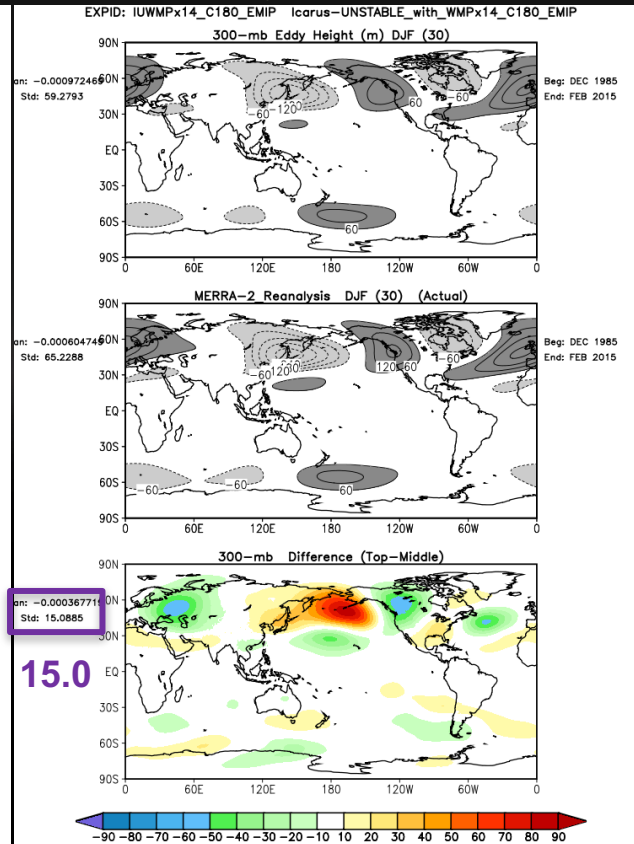 EXPID: IUWMPx14_C180_EMIP Icarus-UNSTABLE_with_WMPx14_C180_EMIP
300-mb Eddy Height (m) DJF (30)
90N
60N
30N
EQ
30S
60S
90S
an: -0.00097246
Std: 59.2793
Beg: DEC 1985
End: FEB 2015
-60
-120
60
-60
60
0 60E 120E 180 120W 60W 0
MERRA-2_Reanalysis DJF (30) (Actual)
90N
60N
30N
EQ
30S
60S
90S
an: -0.00060474
Std: 65.2288
Beg: DEC 1985
End: FEB 2015
-60
120
60
-60
-60
-60
60
0 60E 120E 180 120W 60W 0
300-mb Difference (Top-Middle)
90N
60N
30N
EQ
30S
60S
90S
an: -0.00036771
Std: 15.0885
15.0
0 60E 120E 180 120W 60W 0
-90 -80 -70 -60 -50 -40 -30 -20 -10 10 20 30 40 50 60 70 80 90